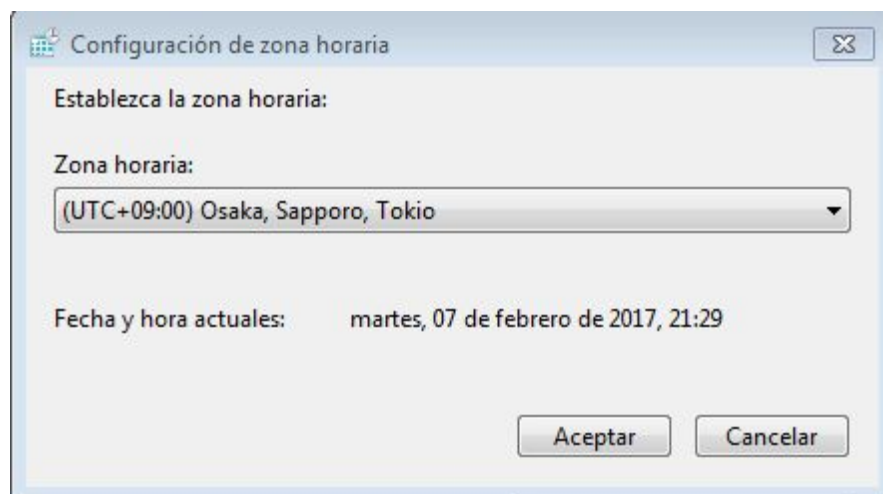 Configuración de zona horaria
Establezca la zona horaria:
Zona horaria:
(UTC+09:00) Osaka, Sapporo, Tokio
Fecha y hora actuales: martes, 07 de febrero de 2017, 21:29
Aceptar Cancelar